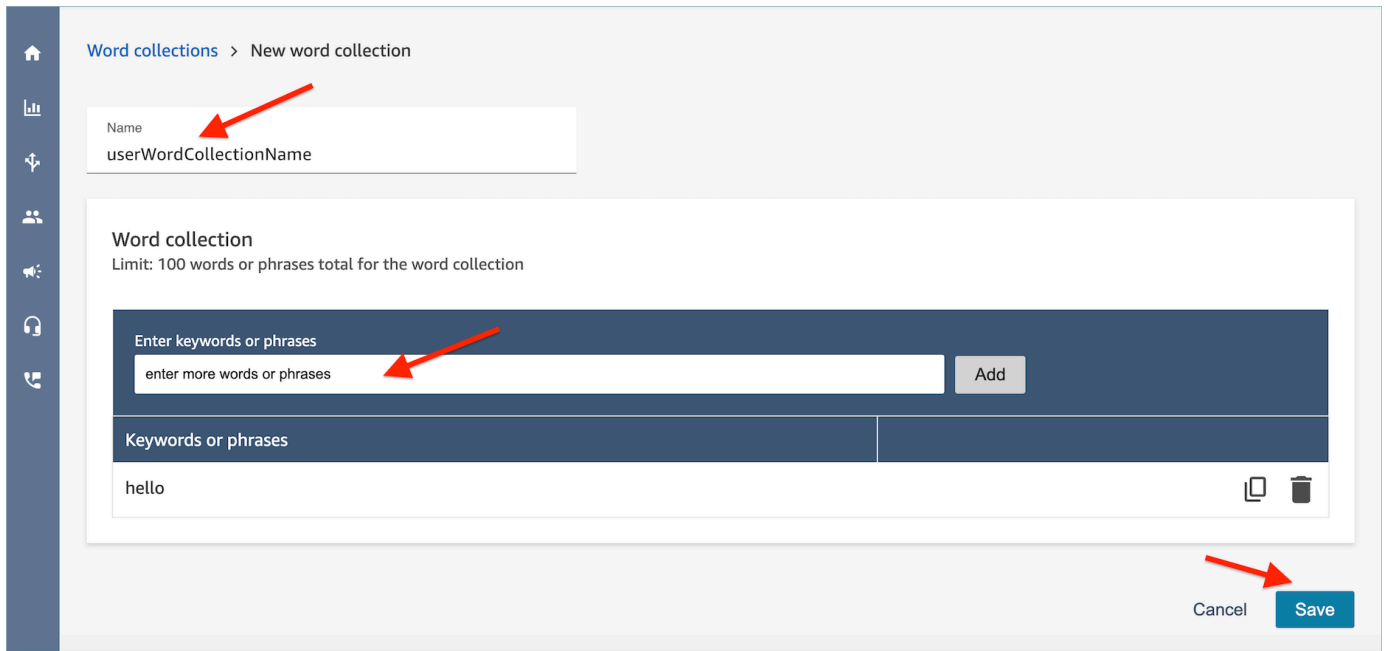 Word collections > New word collection
Name
userWordCollectionName
Word collection
Limit: 100 words or phrases total for the word collection
Enter keywords or phrases
enter more words or phrases
Add
Keywords or phrases
hello
Cancel
Save